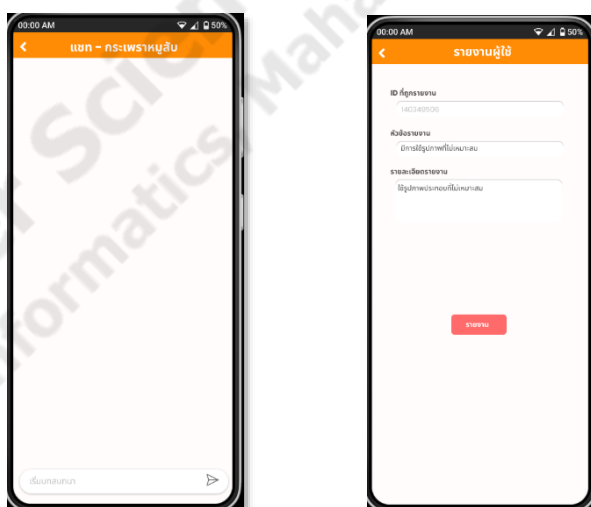 00:00 AM
50%
แชท – กระเพราหมูสับ
เริ่มบทสนทนา
00:00 AM
50%
รายงานผู้ใช้
ID ที่ถูกรายงาน
140349506
หัวข้อรายงาน
มีการใช้รูปภาพที่ไม่เหมาะสม
รายละเอียดรายงาน
ใช้รูปภาพประกอบที่ไม่เหมาะสม
รายงาน